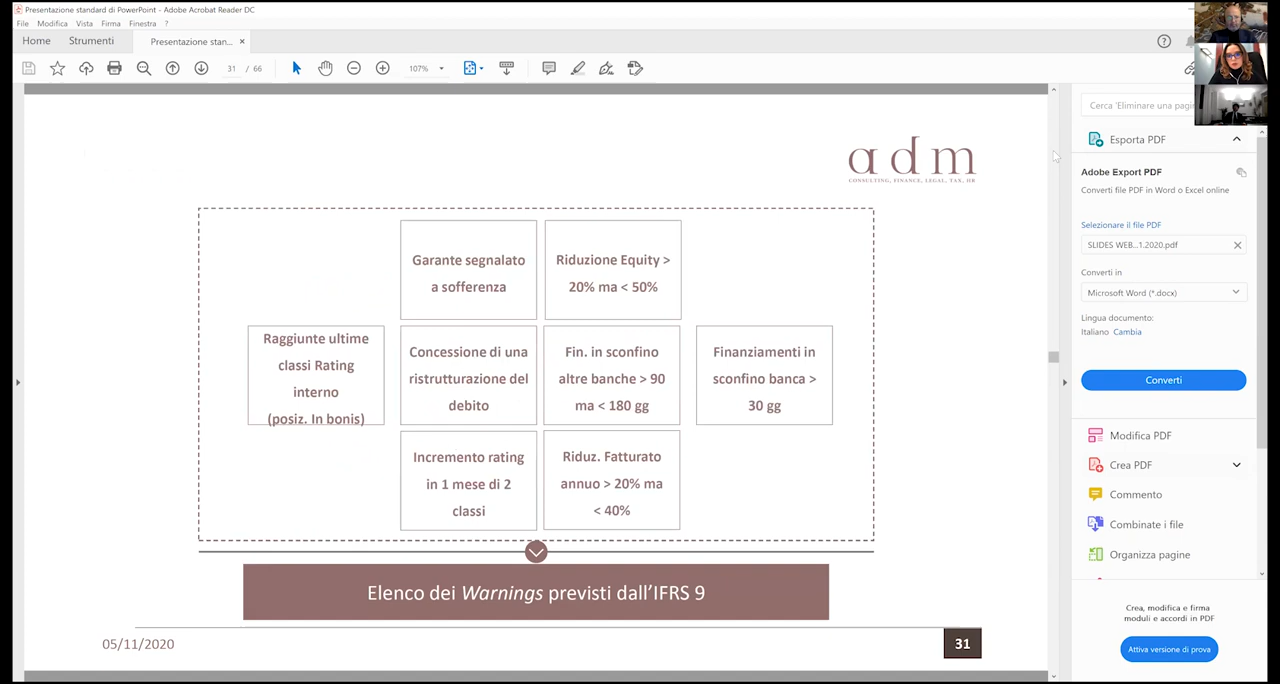 Presentazione standard di PowerPoint - Adobe Acrobat Reader DC
File Modifica Vista Firma Finestra ?
Home Strumenti Presentazione stan... ×
31 / 66 107%
Cerca 'Eliminare una pagin
Esporta PDF
Adobe Export PDF
Converti file PDF in Word o Excel online
Selezionare il file PDF
SLIDES WEB...1.2020.pdf
Converti in
Microsoft Word (*.docx)
Lingua documento:
Italiano Cambia
Converti
Modifica PDF
Crea PDF
Commento
Combinate i file
Organizza pagine
Crea, modifica e firma
moduli e accordi in PDF
Attiva versione di prova
adm
CONSULTING, FINANCE, LEGAL, TAX, HR
Garante segnalato
a sofferenza
Riduzione Equity >
20% ma < 50%
Raggiunte ultime
classi Rating
interno
(posiz. In bonis)
Concessione di una
ristrutturazione del
debito
Fin. in sconfino
altre banche > 90
ma < 180 gg
Finanziamenti in
sconfino banca >
30 gg
Incremento rating
in 1 mese di 2
classi
Riduz. Fatturato
annuo > 20% ma
< 40%
Elenco dei Warnings previsti dall'IFRS 9
05/11/2020
31